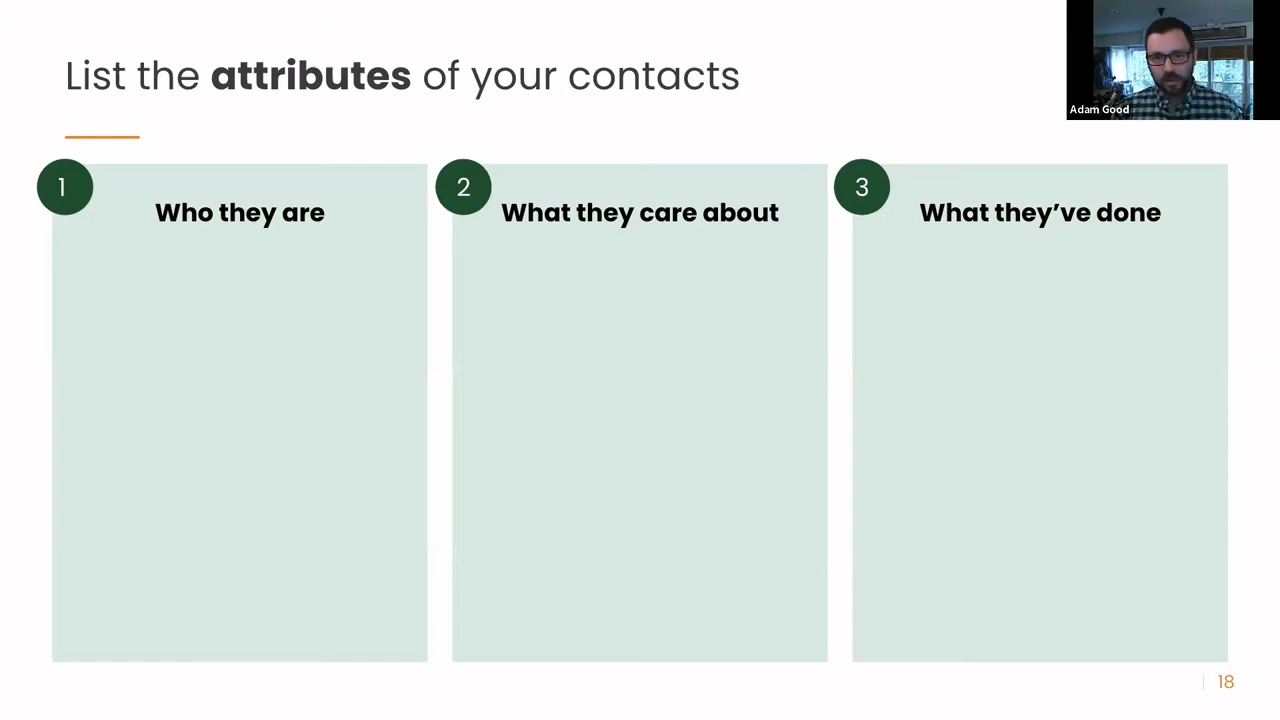 List the attributes of your contacts
Adam Good
1
Who they are
2
What they care about
3
What they’ve done
18